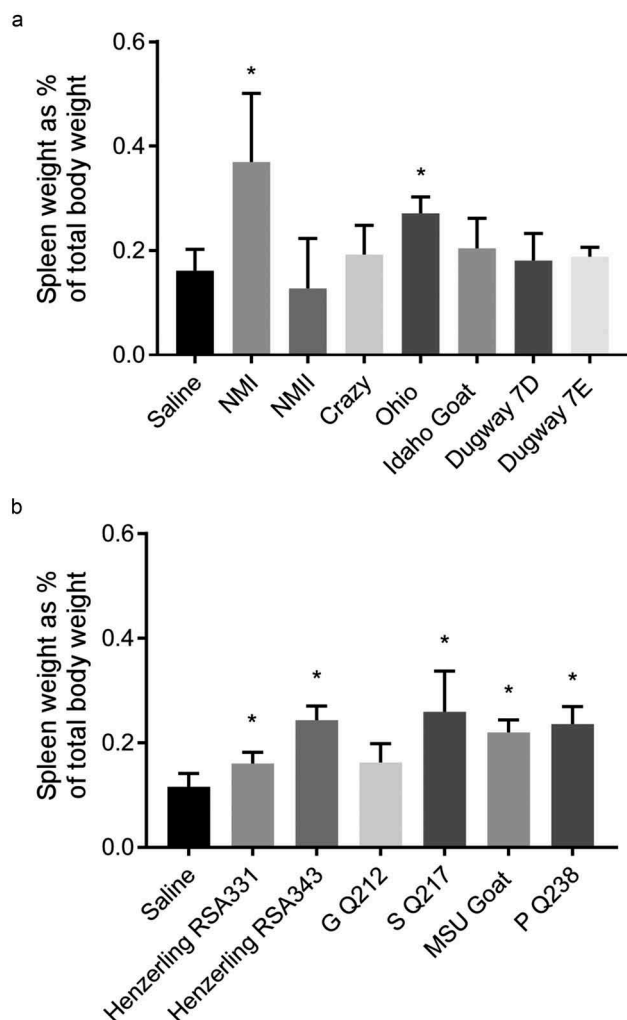 a
Spleen weight as %
of total body weight
0.6
0.4
0.2
0.0
*
*
Saline
NMI
NMII
Crazy
Ohio
Idaho Goat
Dugway 7D
Dugway 7E
b
Spleen weight as %
of total body weight
0.6
0.4
0.2
0.0
*
*
*
*
*
Saline
Henzerling RSA331
Henzerling RSA343
G Q212
S Q217
MSU Goat
P Q238